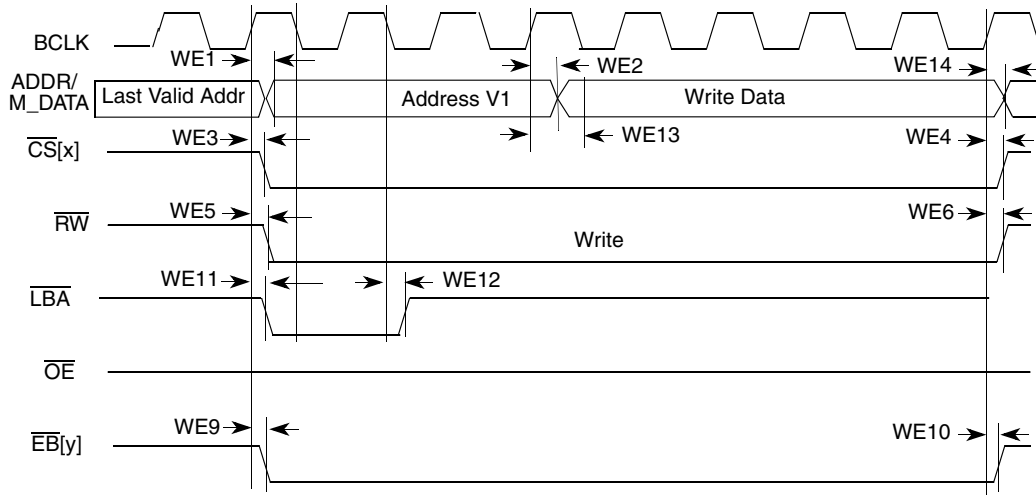 BCLK
WE1
WE2
WE14
ADDR/
M_DATA
Last Valid Addr
Address V1
Write Data
WE3
WE13
WE4
CS[x]
WE5
WE6
RW
Write
WE11
WE12
LBA
OE
WE9
WE10
EB[y]